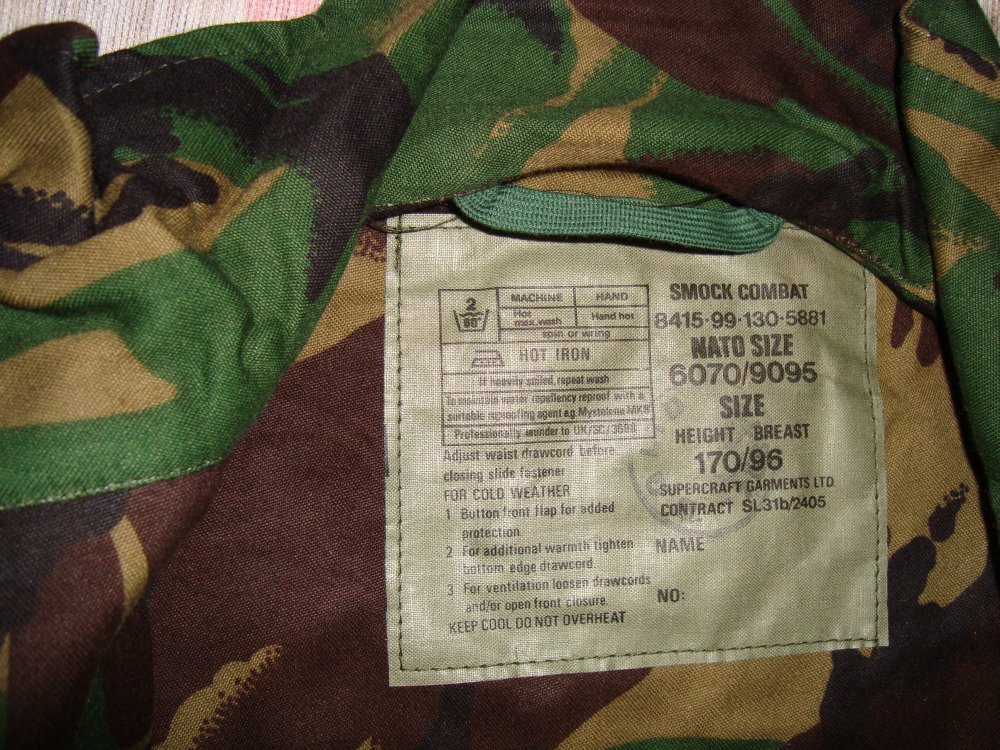 2
60
MACHINE HAND
Hot max. wash Hand hot
spin or wring
HOT IRON
If heavily soiled, repeat wash
To maintain water repellency reproof with a
suitable reproofing agent e.g. Mystolene MK8
Professionally launder to UK/SC/3698
Adjust waist drawcord before
closing slide fastener
FOR COLD WEATHER
1 Button front flap for added
protection.
2 For additional warmth tighten
bottom edge drawcord.
3 For ventilation loosen drawcords
and/or open front closure.
KEEP COOL DO NOT OVERHEAT
SMOCK COMBAT
8415-99-130-5881
NATO SIZE
6070/9095
SIZE
HEIGHT BREAST
170/96
SUPERCRAFT GARMENTS LTD
CONTRACT SL31b/2405
NAME
NO: